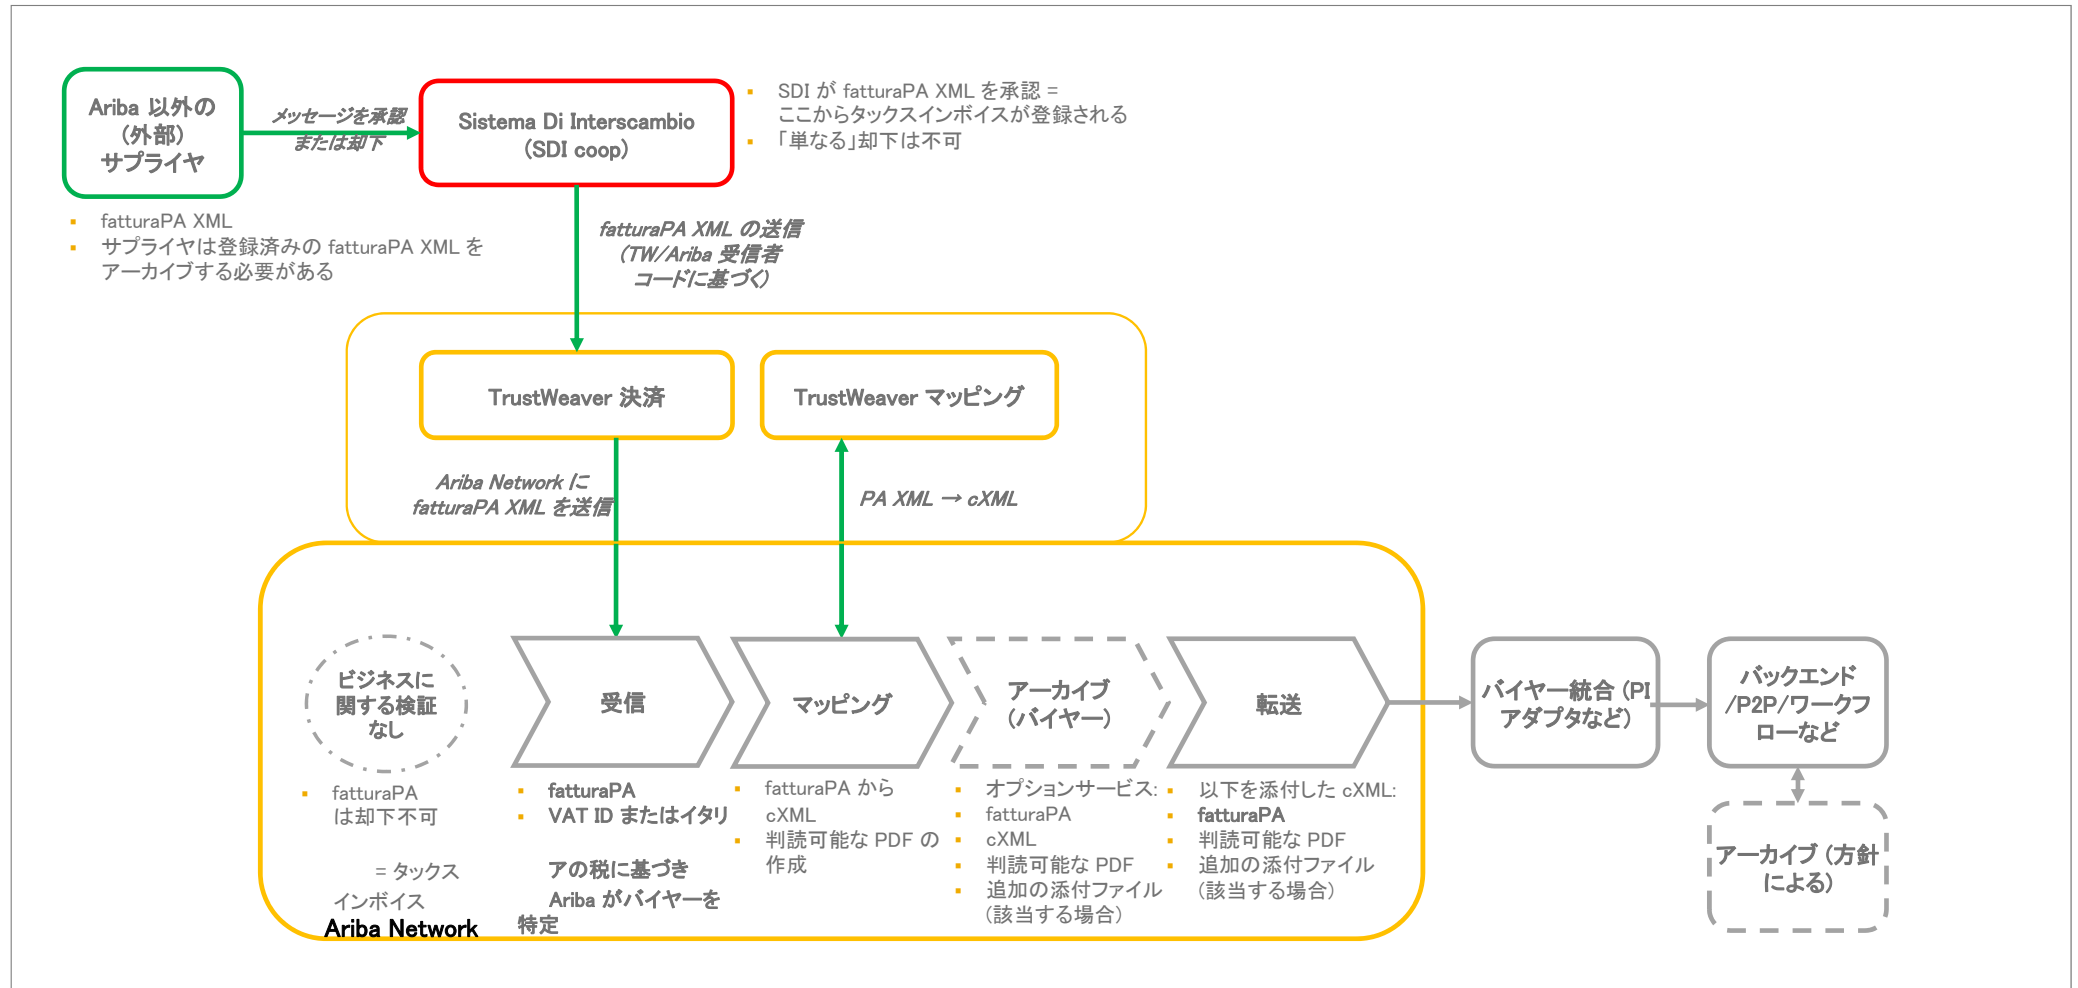 Ariba 以外の
（外部）
サプライヤ
メッセージを承認
または却下
Sistema Di Interscambio
(SDI coop)
▪ SDI が fatturaPA XML を承認 =
ここからタックスインボイスが登録される
▪ 「単なる」却下は不可
▪ fatturaPA XML
▪ サプライヤは登録済みの fatturaPA XML を
アーカイブする必要がある
fatturaPA XML の送信
（TW/Ariba 受信者
コードに基づく）
TrustWeaver 決済
TrustWeaver マッピング
Ariba Network に
fatturaPA XML を送信
PA XML → cXML
ビジネスに
関する検証
なし
受信
マッピング
アーカイブ
（バイヤー）
転送
バイヤー統合 (PI
アダプタなど)
バックエンド
/P2P/ワークフ
ローなど
▪ fatturaPA
は却下不可
= タックス
インボイス
Ariba Network
▪ fatturaPA
▪ VAT ID またはイタリ
アの税に基づき
Ariba がバイヤーを
特定
▪ fatturaPA から
cXML
▪ 判読可能な PDF の
作成
▪ オプションサービス:
▪ fatturaPA
▪ cXML
▪ 判読可能な PDF
▪ 追加の添付ファイル
(該当する場合)
▪ 以下を添付した cXML:
▪ fatturaPA
▪ 判読可能な PDF
▪ 追加の添付ファイル
(該当する場合)
アーカイブ (方針
による)